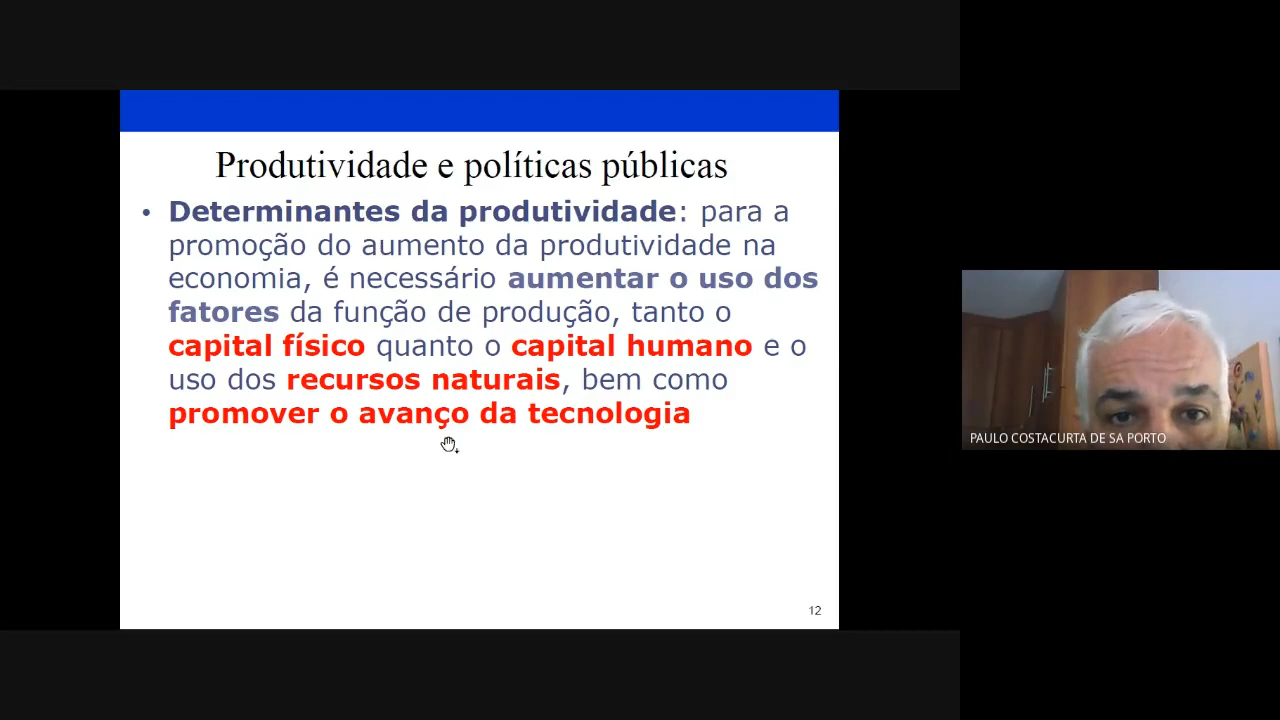 Produtividade e políticas públicas
• Determinantes da produtividade: para a
promoção do aumento da produtividade na
economia, é necessário aumentar o uso dos
fatores da função de produção, tanto o
capital físico quanto o capital humano e o
uso dos recursos naturais, bem como
promover o avanço da tecnologia
12
PAULO COSTACURTA DE SA PORTO